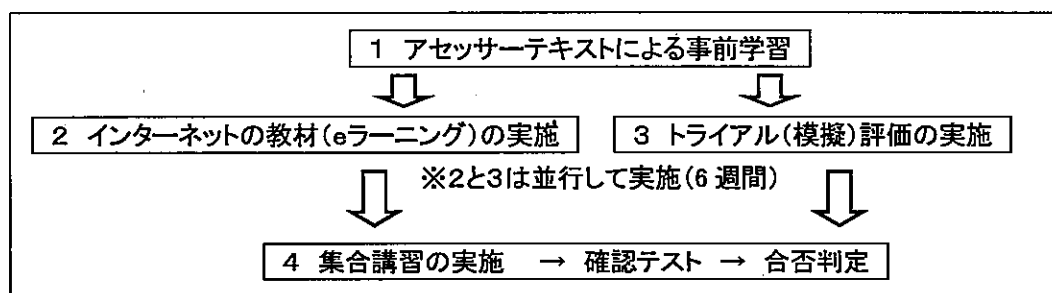 1 アセッサーテキストによる事前学習
2 インターネットの教材(eラーニング)の実施
3 トライアル(模擬)評価の実施
※2と3は並行して実施(6週間)
4 集合講習の実施 → 確認テスト → 合否判定